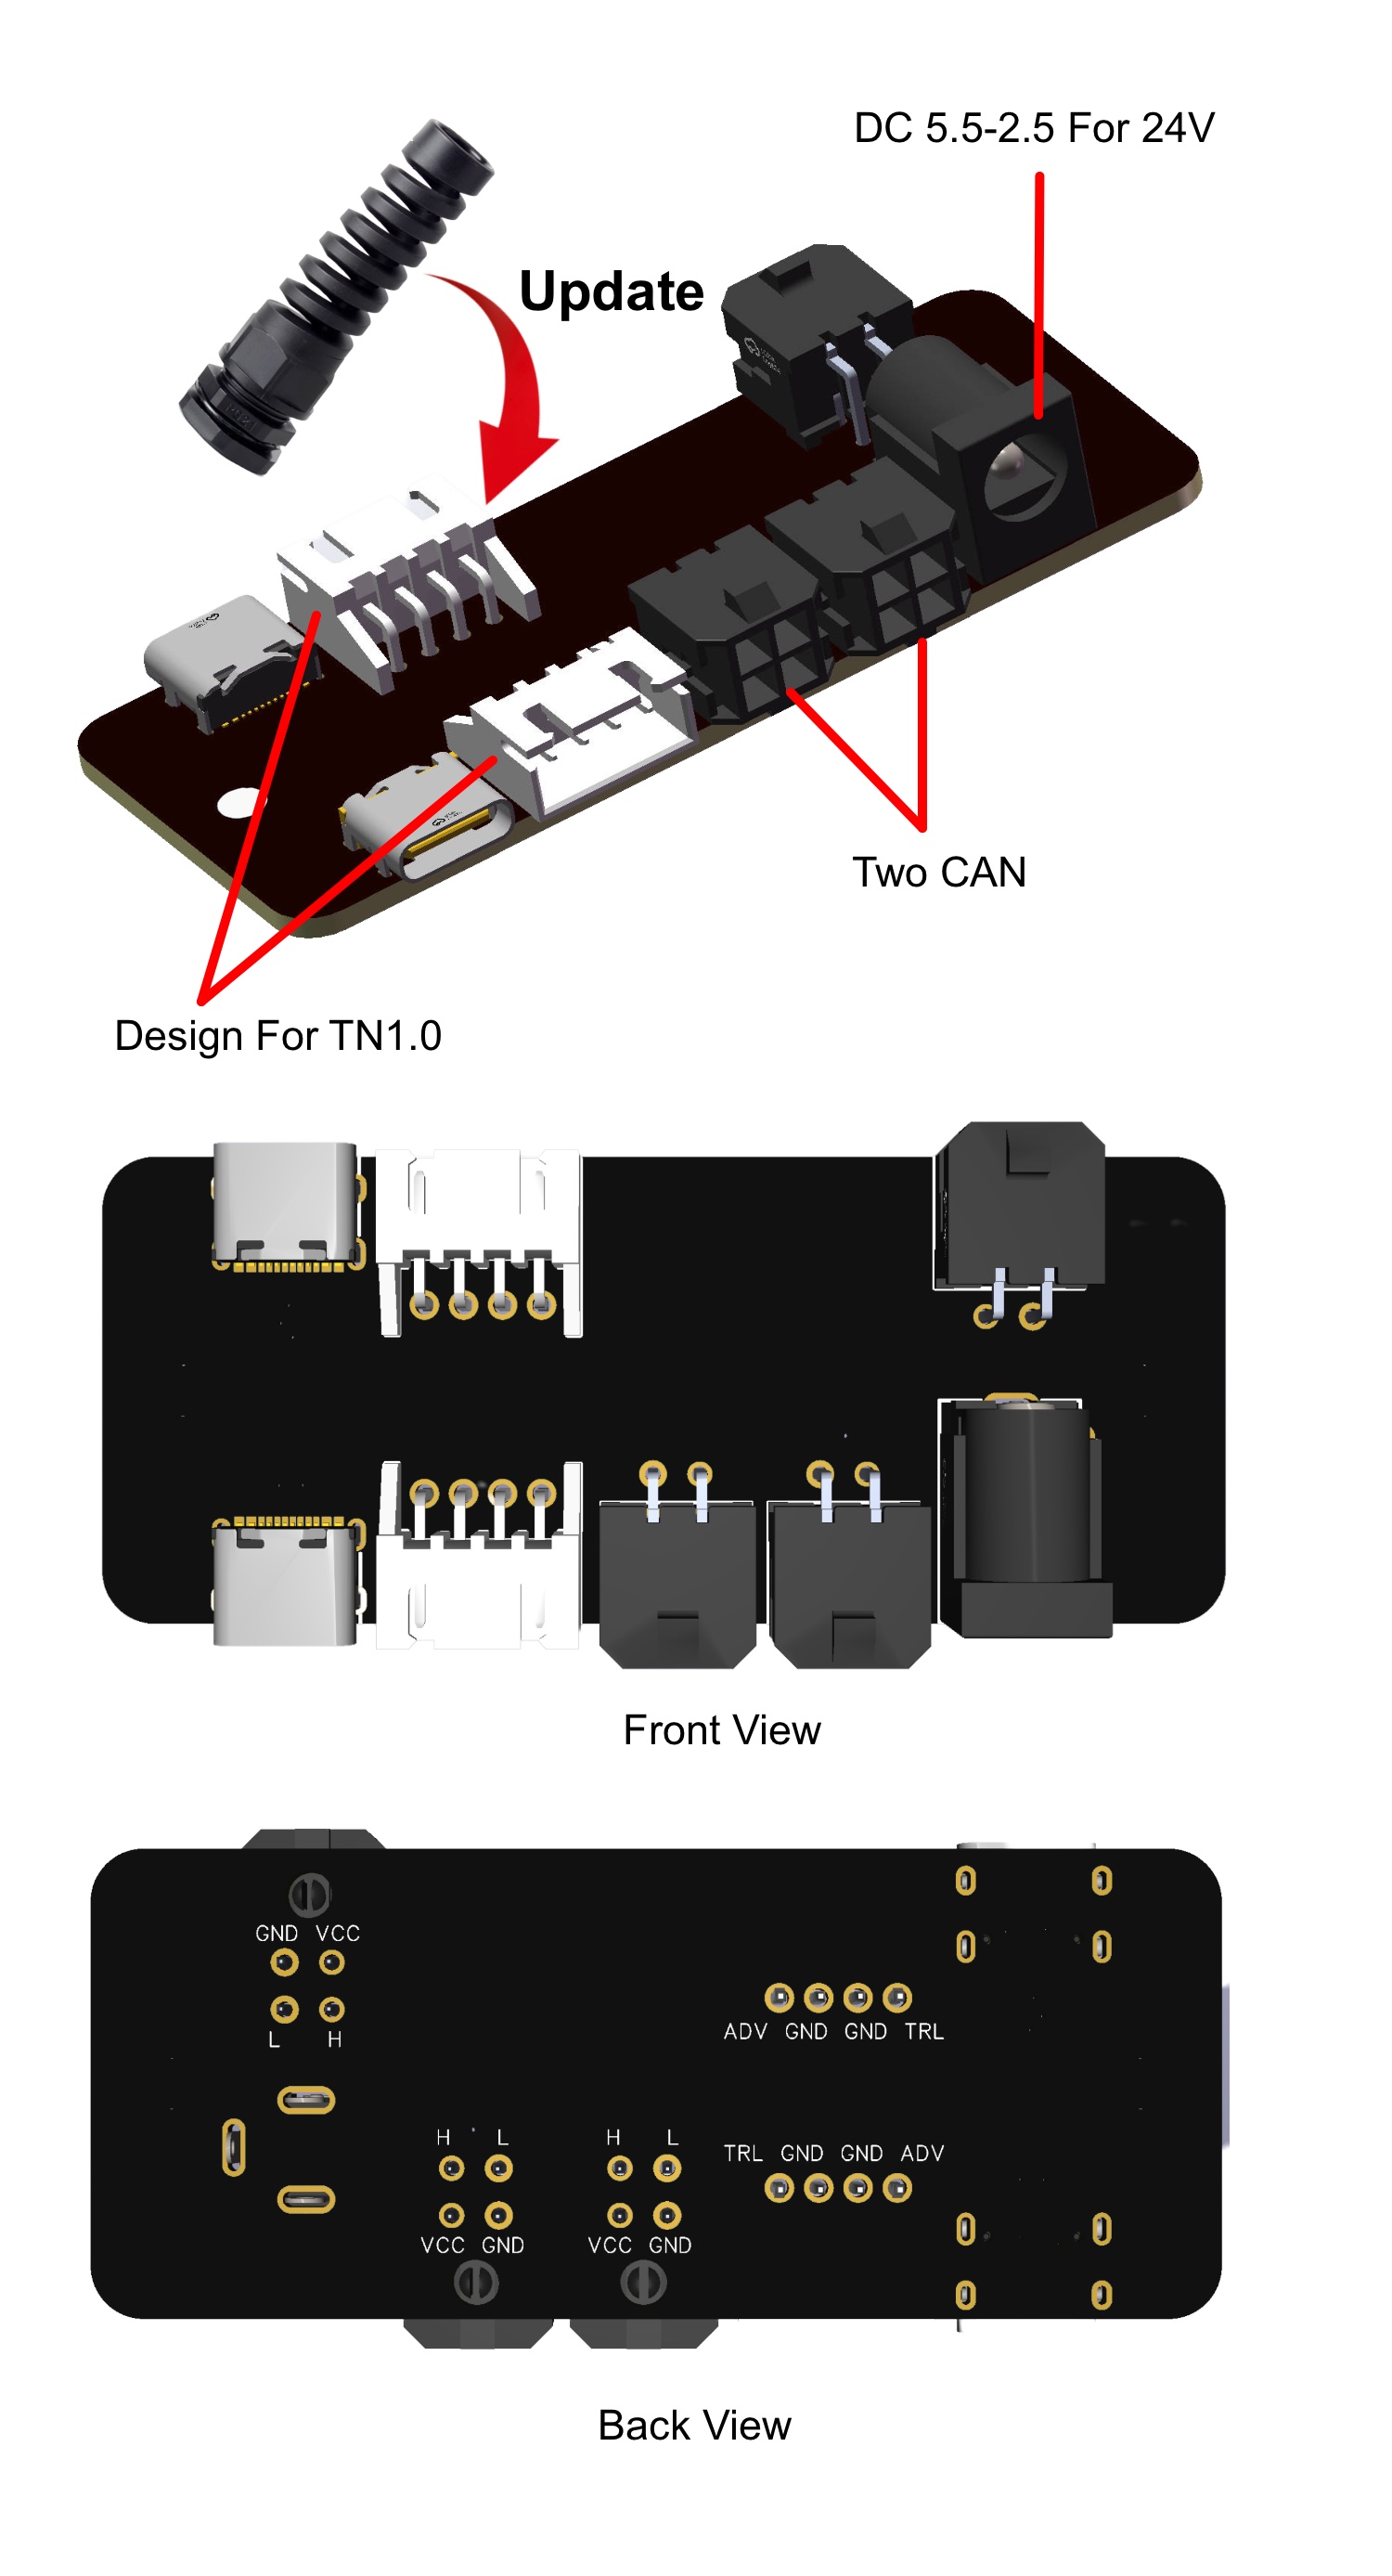 DC 5.5-2.5 For 24V
Update
Two CAN
Design For TN1.0
Front View
GND VCC
L H
ADV GND GND TRL
H L H L
TRL GND GND ADV
VCC GND VCC GND
Back View